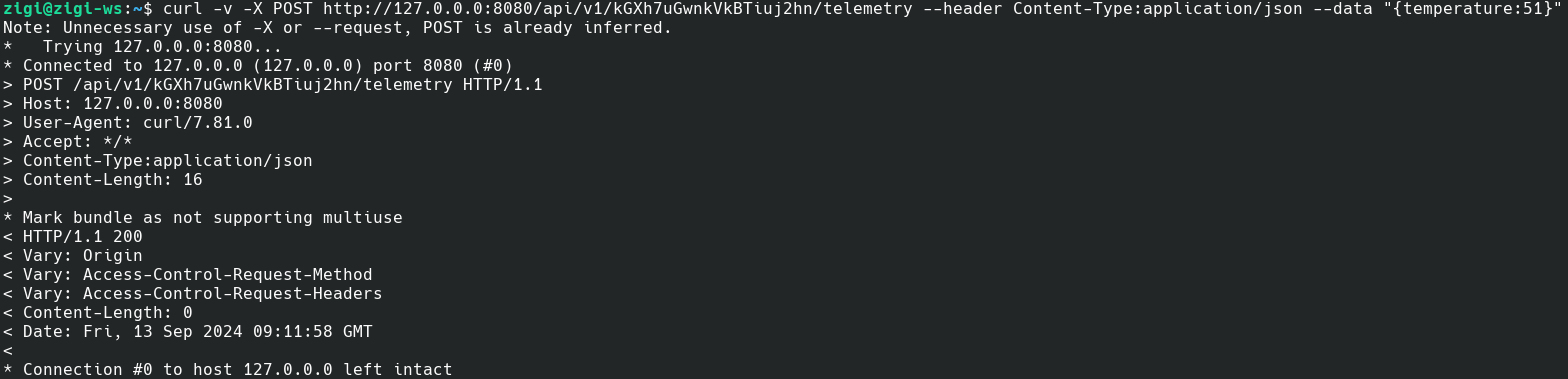 zigi@zigi-ws:~$ curl -v -X POST http://127.0.0.0:8080/api/v1/kGXh7uGwnkVkBTiuj2hn/telemetry --header Content-Type:application/json --data "{temperature:51}"
Note: Unnecessary use of -X or --request, POST is already inferred.
*   Trying 127.0.0.0:8080...
* Connected to 127.0.0.0 (127.0.0.0) port 8080 (#0)
> POST /api/v1/kGXh7uGwnkVkBTiuj2hn/telemetry HTTP/1.1
> Host: 127.0.0.0:8080
> User-Agent: curl/7.81.0
> Accept: */*
> Content-Type:application/json
> Content-Length: 16
>
* Mark bundle as not supporting multiuse
< HTTP/1.1 200
< Vary: Origin
< Vary: Access-Control-Request-Method
< Vary: Access-Control-Request-Headers
< Content-Length: 0
< Date: Fri, 13 Sep 2024 09:11:58 GMT
<
* Connection #0 to host 127.0.0.0 left intact